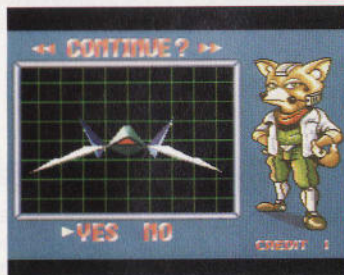 ◄◄ CONTINUE? ►►
►YES NO
CREDIT 1